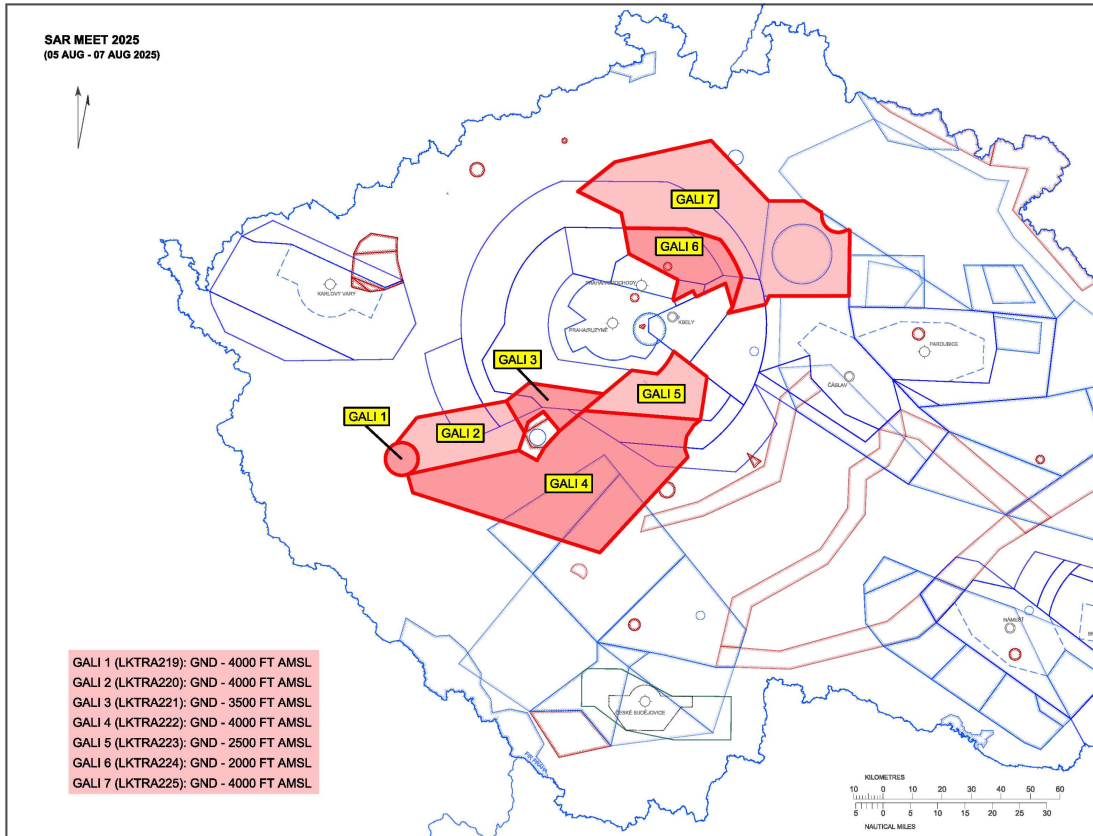 SAR MEET 2025
(05 AUG - 07 AUG 2025)
GALI 7
GALI 6
KARLOVY VARY
PRAHA/VODOCHODY
PRAHA/RUZYNĚ
KBELY
PARDUBICE
ČÁSLAV
GALI 3
GALI 5
GALI 1
GALI 2
GALI 4
NÁMĚŠŤ
ČESKÉ BUDĚJOVICE
FIR PRAHA
GALI 1 (LKTRA219): GND - 4000 FT AMSL
GALI 2 (LKTRA220): GND - 4000 FT AMSL
GALI 3 (LKTRA221): GND - 3500 FT AMSL
GALI 4 (LKTRA222): GND - 4000 FT AMSL
GALI 5 (LKTRA223): GND - 2500 FT AMSL
GALI 6 (LKTRA224): GND - 2000 FT AMSL
GALI 7 (LKTRA225): GND - 4000 FT AMSL
KILOMETRES
10 0 10 20 30 40 50 60
5 0 5 10 15 20 25 30
NAUTICAL MILES